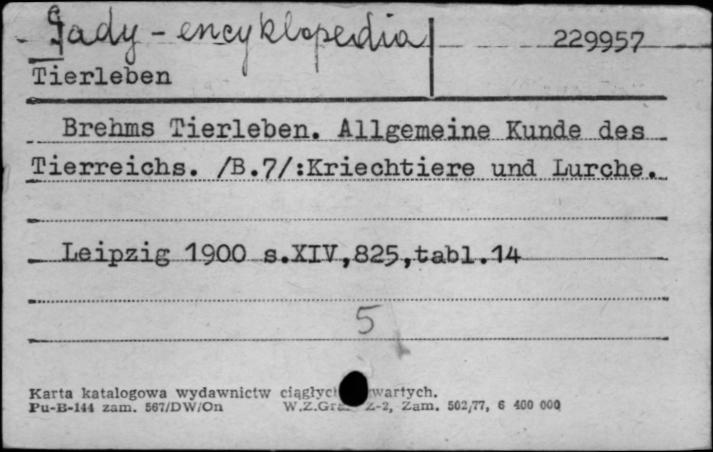 Gady - encyklopedia 229957
Tierleben
Brehms Tierleben. Allgemeine Kunde des
Tierreichs. /B.7/:Kriechtiere und Lurche.
Leipzig 1900 s.XIV,825,tabl.14
5
Karta katalogowa wydawnictw wartych.
Pu-B-144 zam. 567/DW/On W.Z.Gr Z-2, Zam. 502/77, 6 400 000